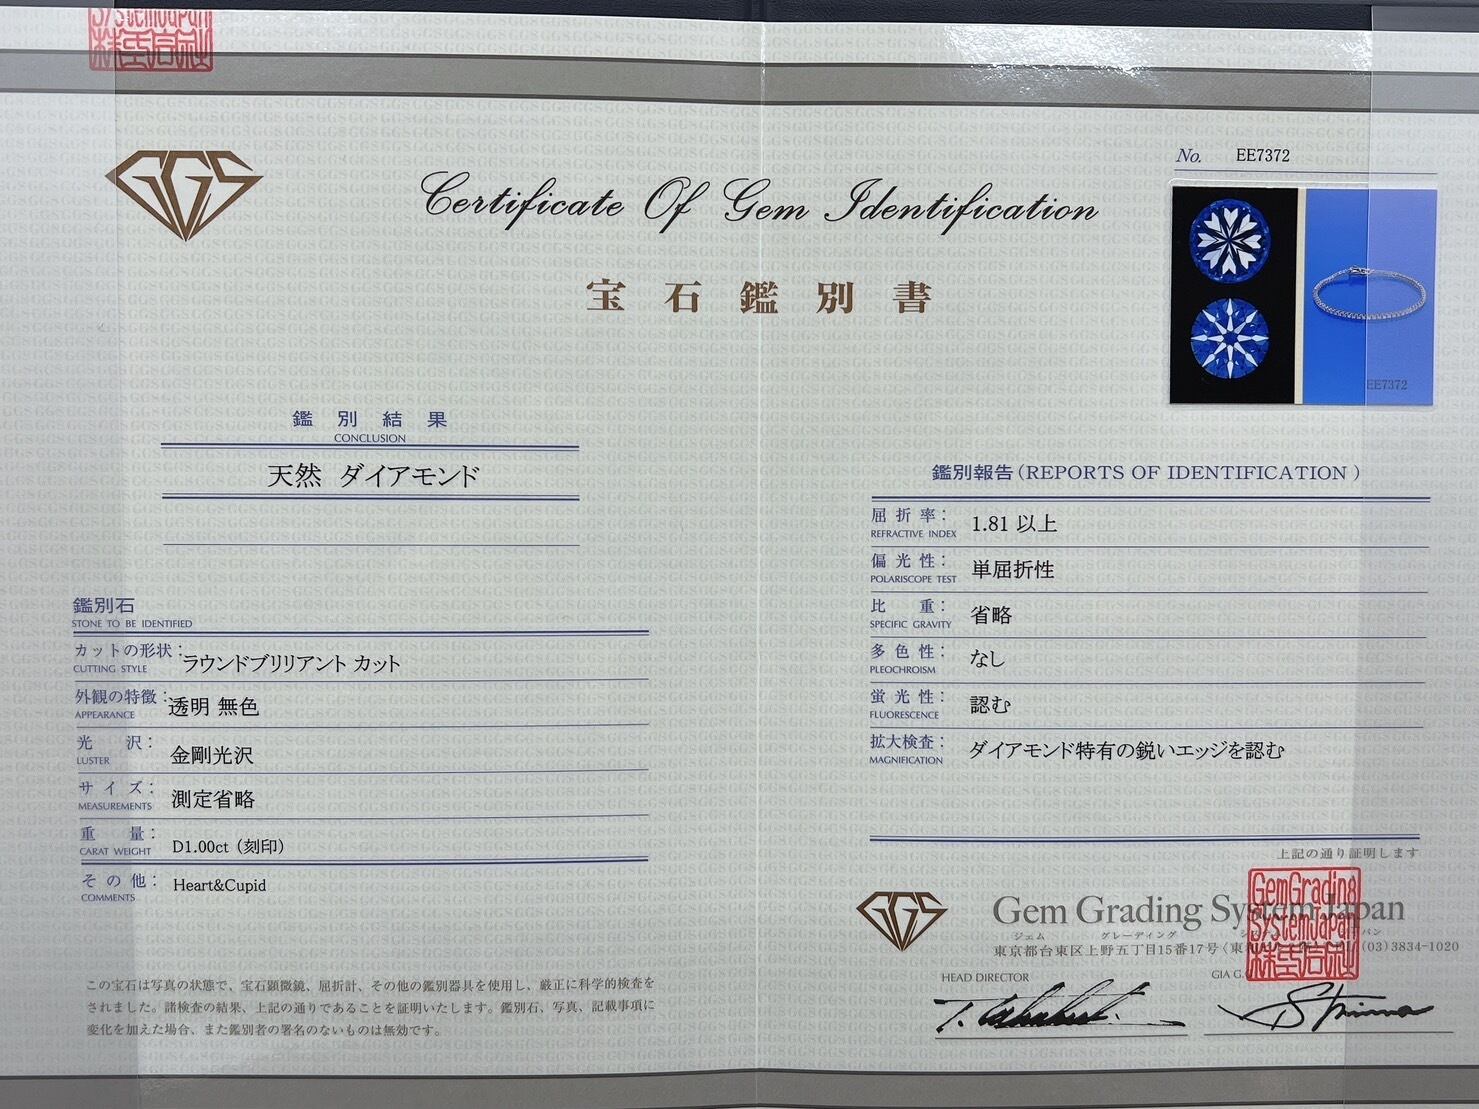 SystemJapan
株式会社
GGS
Certificate Of Gem Identification
宝石鑑別書
No. EE7372
EE7372
鑑別結果
CONCLUSION
天然 ダイアモンド
鑑別石
STONE TO BE IDENTIFIED
カットの形状: ラウンドブリリアント カット
CUTTING STYLE
外観の特徴: 透明 無色
APPEARANCE
光沢: 金剛光沢
LUSTER
サイズ: 測定省略
MEASUREMENTS
重量: D1.00ct (刻印)
CARAT WEIGHT
その他: Heart&Cupid
COMMENTS
この宝石は写真の状態で、宝石顕微鏡、屈折計、その他の鑑別器具を使用し、厳正に科学的検査を
されました。諸検査の結果、上記の通りであることを証明いたします。鑑別石、写真、記載事項に
変化を加えた場合、また鑑別者の署名のないものは無効です。
鑑別報告(REPORTS OF IDENTIFICATION )
屈折率: 1.81 以上
REFRACTIVE INDEX
偏光性: 単屈折性
POLARISCOPE TEST
比重: 省略
SPECIFIC GRAVITY
多色性: なし
PLEOCHROISM
蛍光性: 認む
FLUORESCENCE
拡大検査: ダイアモンド特有の鋭いエッジを認む
MAGNIFICATION
上記の通り証明します
GGS
Gem Grading System Japan
ジェム グレーディング
東京都台東区上野五丁目15番17号 (03)3834-1020
GemGrading
SystemJapan
株式会社
HEAD DIRECTOR
GIA G.